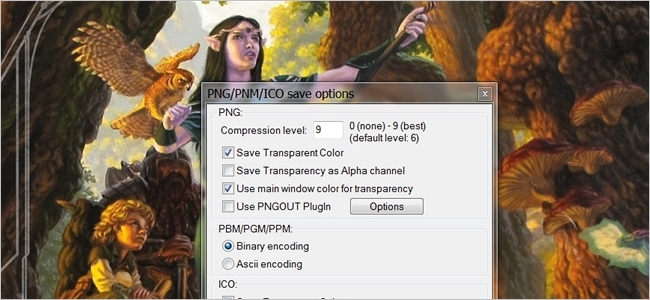 PNG/PNM/ICO save options
x
PNG:
Compression level: 9 0 (none) - 9 (best)
(default level: 6)
Save Transparent Color
Save Transparency as Alpha channel
Use main window color for transparency
Use PNGOUT PlugIn Options
PBM/PGM/PPM:
Binary encoding
Ascii encoding
ICO: